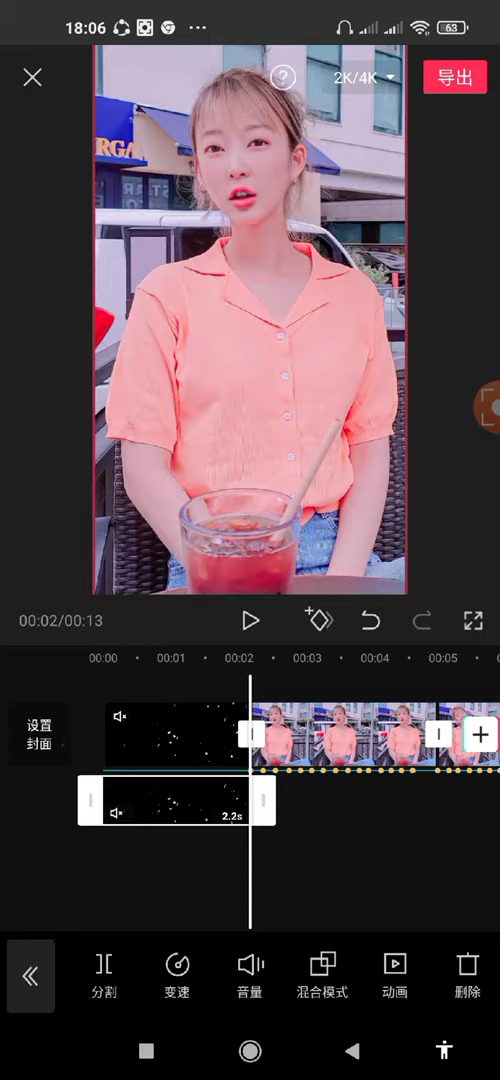 18:06
63
2K/4K
导出
RGA
00:02/00:13
00:00
00:01
00:02
00:03
00:04
00:05
设置
封面
2.2s
分割
变速
音量
混合模式
动画
删除